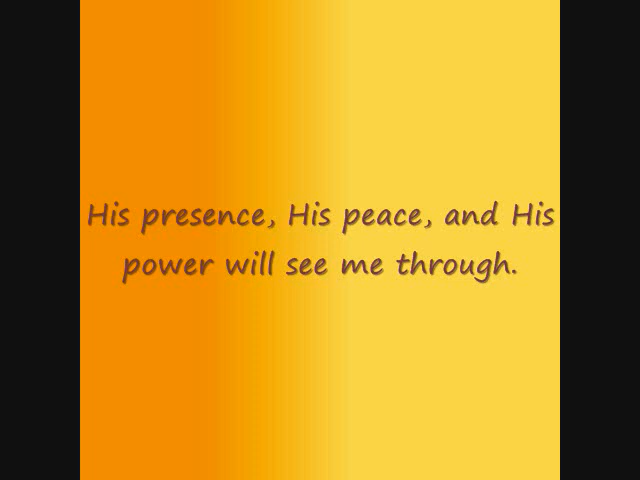 His presence, His peace, and His
power will see me through.